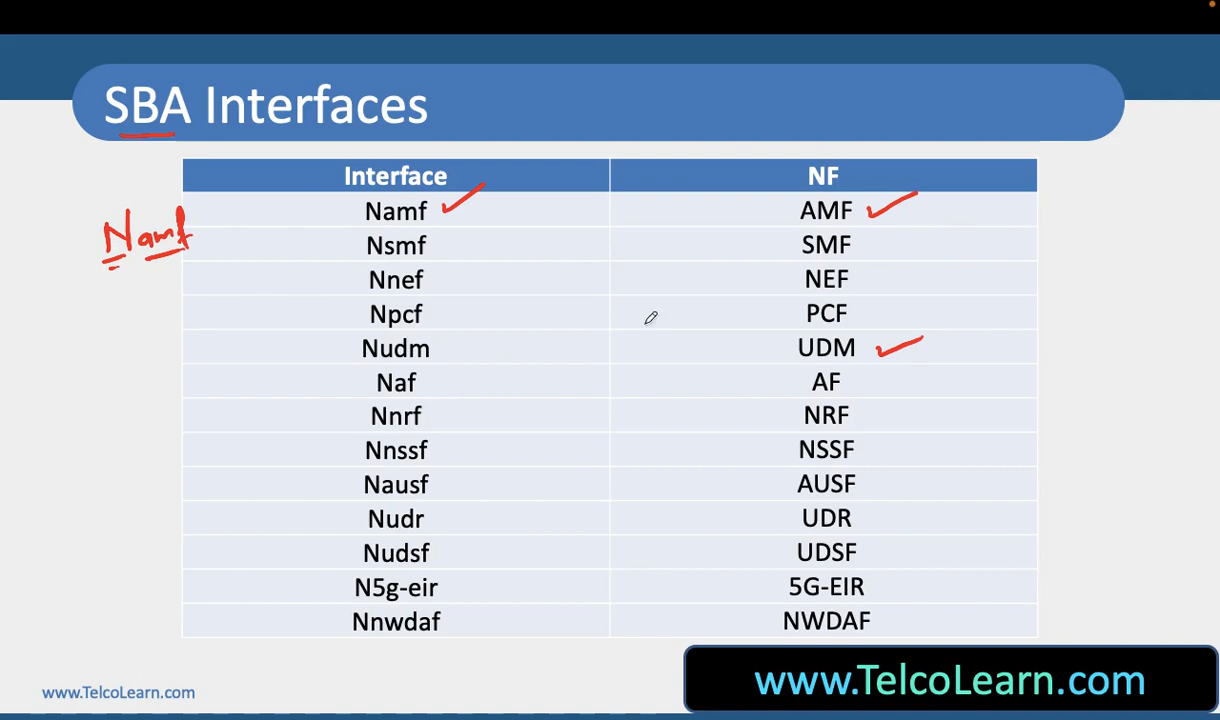 SBA Interfaces
Interface NF
Namf AMF
Namf
Nsmf SMF
Nnef NEF
Npcf PCF
Nudm UDM
Naf AF
Nnrf NRF
Nnssf NSSF
Nausf AUSF
Nudr UDR
Nudsf UDSF
N5g-eir 5G-EIR
Nnwdaf NWDAF
www.TelcoLearn.com
www.TelcoLearn.com